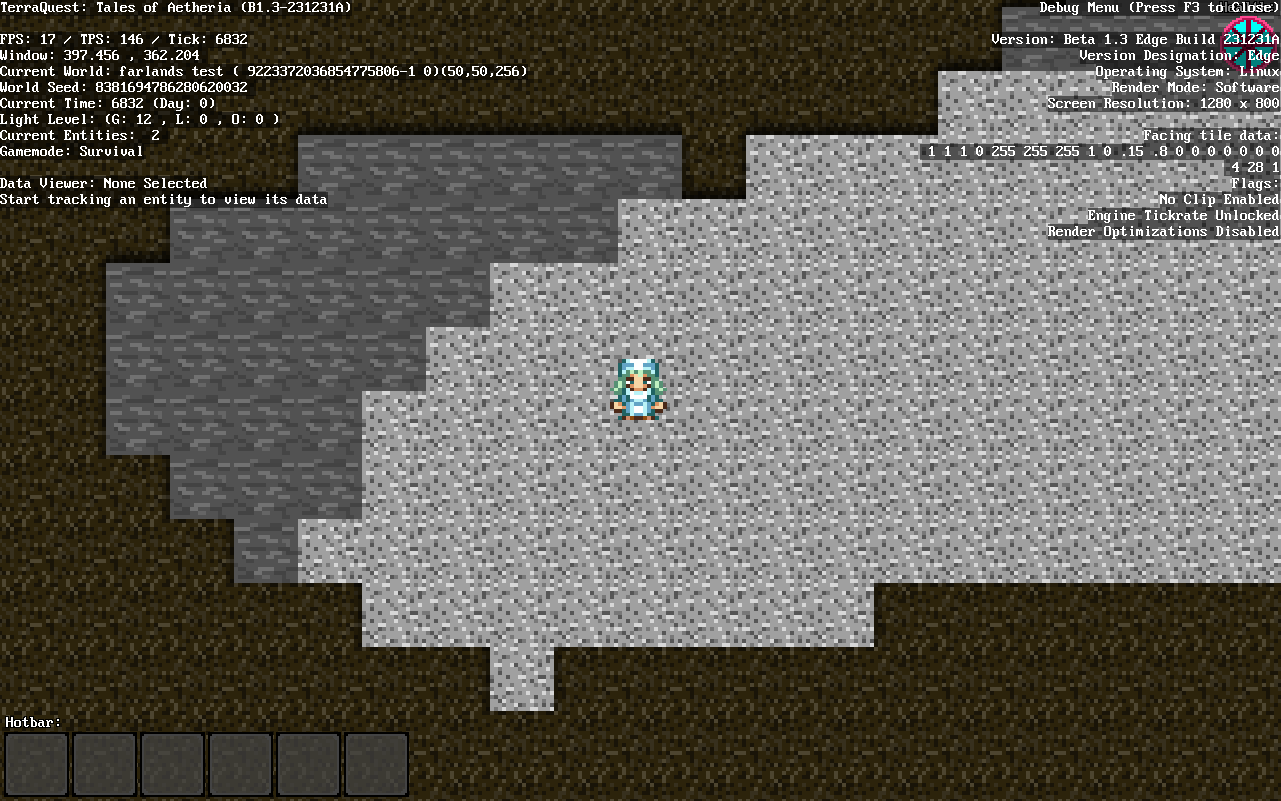 TerraQuest: Tales of Aetheria (B1.3-231231A)
FPS: 17 / TPS: 146 / Tick: 6832
Window: 397.456 , 362.204
Current World: farlands test ( 9223372036854775806-1 0)(50,50,256)
World Seed: 8381694786280620032
Current Time: 6832 (Day: 0)
Light Level: (G: 12 , L: 0 , O: 0 )
Current Entities:  2
Gamemode: Survival
Data Viewer: None Selected
Start tracking an entity to view its data
Debug Menu (Press F3 to Close)
Version: Beta 1.3 Edge Build 231231A
Version Designation: Edge
Operating System: Linux
Render Mode: Software
Screen Resolution: 1280 x 800
Facing tile data:
1 1 1 0 255 255 255 1 0 .15 .8 0 0 0 0 0 0 0
4 28 1
Flags:
No Clip Enabled
Engine Tickrate Unlocked
Render Optimizations Disabled
Hotbar: